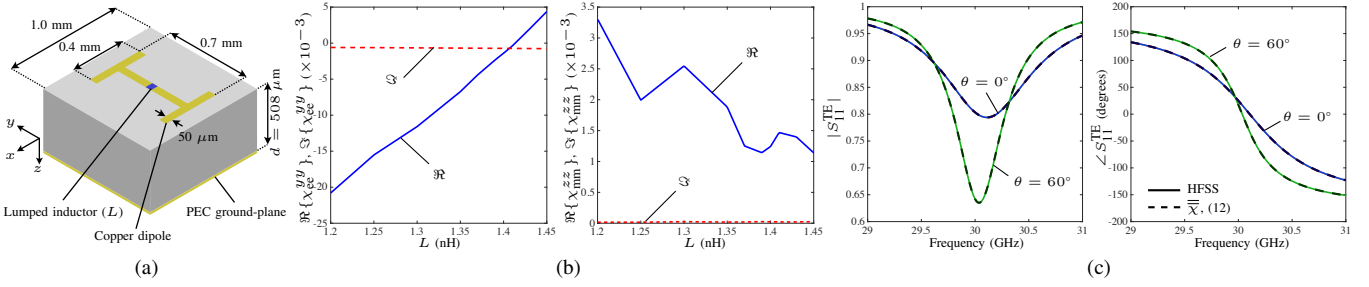 1.0 mm
0.4 mm
0.7 mm
d = 508 μm
50 μm
y
x
z
Lumped inductor (L)
PEC ground-plane
Copper dipole
(a)
ℜ{χ_ee^yy}, ℑ{χ_ee^yy} (×10−3)
10
5
0
-5
-10
-15
-20
-25
ℑ
ℜ
1.2 1.25 1.3 1.35 1.4 1.45
L (nH)
ℜ{χ_mm^zz}, ℑ{χ_mm^zz} (×10−3)
3.5
3
2.5
2
1.5
1
0.5
0
ℜ
ℑ
1.2 1.25 1.3 1.35 1.4 1.45
L (nH)
(b)
|S_11^TE|
1
0.95
0.9
0.85
0.8
0.75
0.7
0.65
0.6
θ = 0°
θ = 60°
29 29.5 30 30.5 31
Frequency (GHz)
∠S_11^TE (degrees)
200
150
100
50
0
-50
-100
-150
-200
θ = 60°
θ = 0°
HFSS
χ̿, (12)
29 29.5 30 30.5 31
Frequency (GHz)
(c)